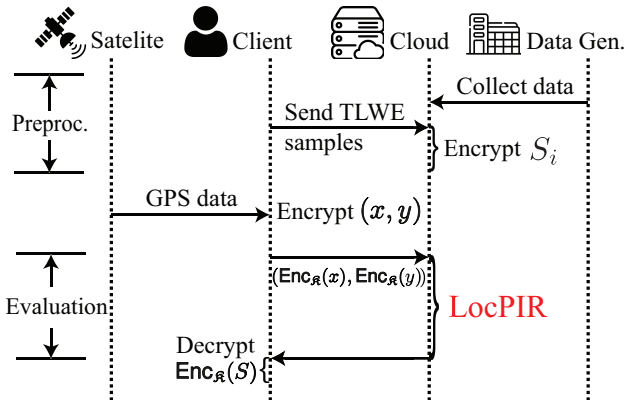 Satelite Client Cloud Data Gen.
Collect data
Send TLWE
samples
Preproc.
Encrypt S_i
GPS data
Encrypt (x, y)
(Enc_𝔎(x), Enc_𝔎(y))
Evaluation
LocPIR
Decrypt
Enc_𝔎(S)